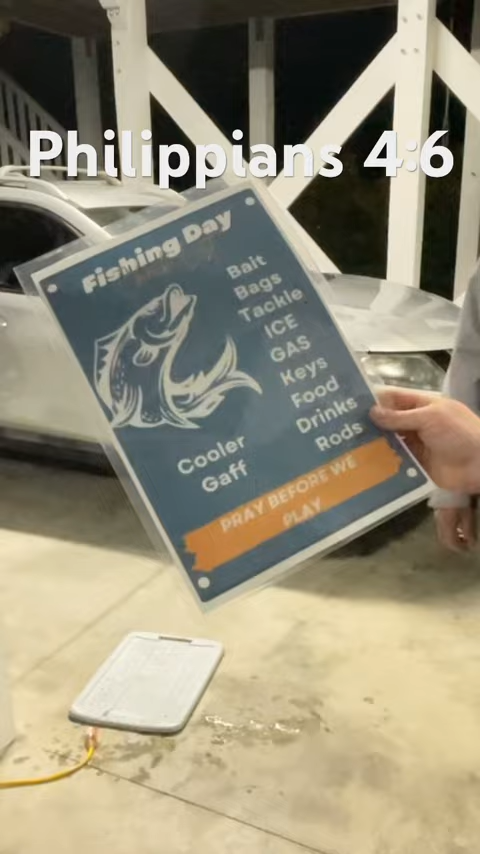 Philippians 4:6
Fishing Day
Bait
Bags
Tackle
ICE
GAS
Keys
Food
Drinks
Rods
Cooler
Gaff
PRAY BEFORE WE
PLAY